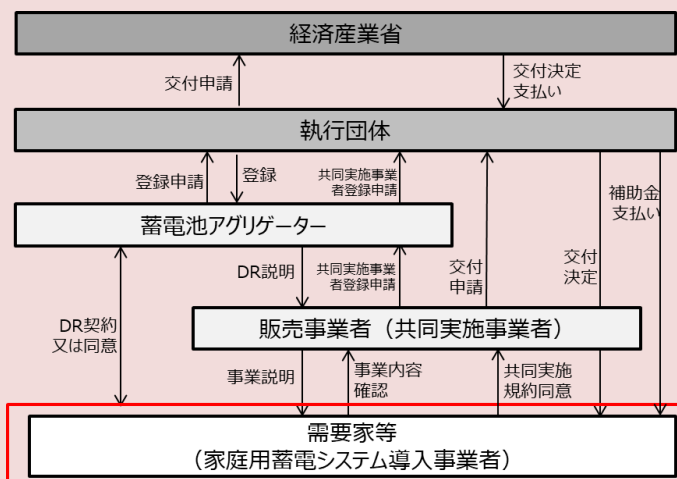 経済産業省
交付申請
交付決定
支払い
執行団体
登録申請
登録
共同実施事業
者登録申請
補助金
支払い
蓄電池アグリゲーター
DR説明
共同実施事業
者登録申請
交付
申請
交付
決定
DR契約
又は同意
販売事業者（共同実施事業者）
事業説明
事業内容
確認
共同実施
規約同意
需要家等
（家庭用蓄電システム導入事業者）